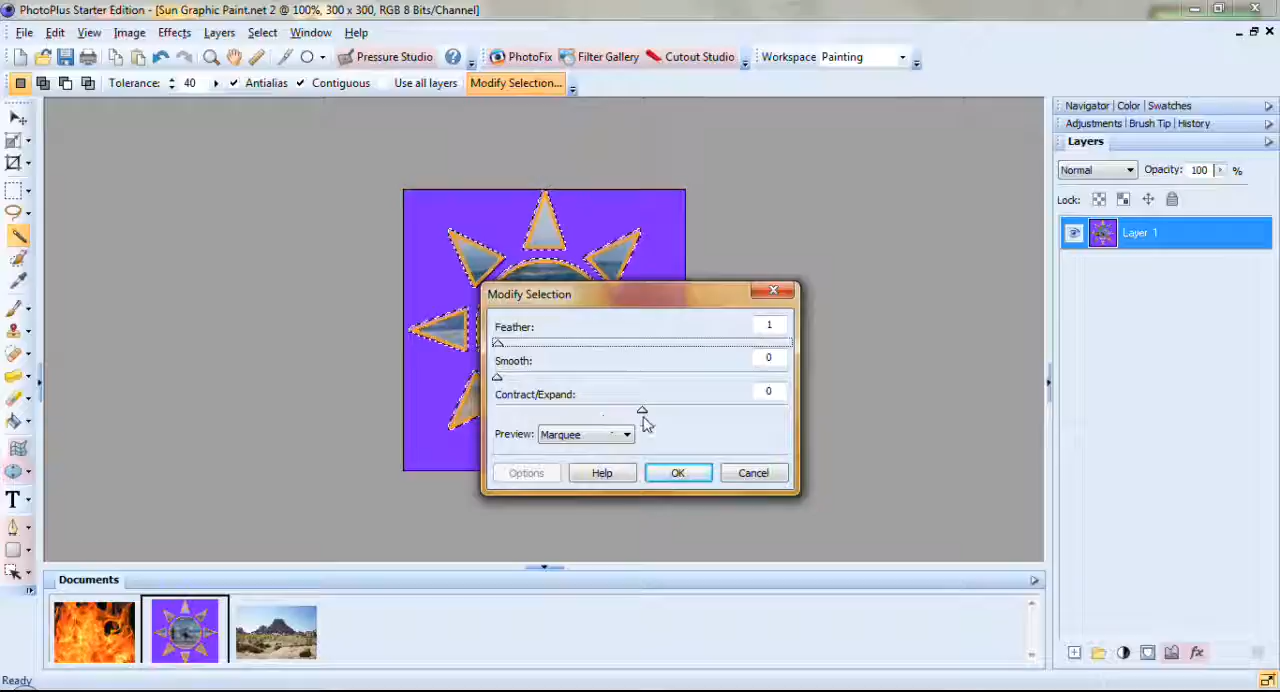 PhotoPlus Starter Edition - [Sun Graphic Paint.net 2 @ 100%, 300 x 300, RGB 8 Bits/Channel]
File Edit View Image Effects Layers Select Window Help
Pressure Studio PhotoFix Filter Gallery Cutout Studio Workspace Painting
Tolerance: 40 Antialias Contiguous Use all layers Modify Selection...
Navigator Color Swatches
Adjustments Brush Tip History
Layers
Normal Opacity: 100 %
Lock:
Layer 1
Modify Selection
Feather: 1
Smooth: 0
Contract/Expand: 0
Preview: Marquee
Options Help OK Cancel
T
Documents
fx
Ready